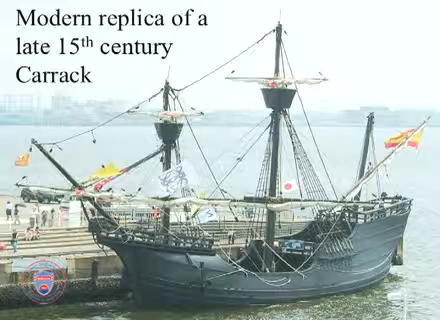 Modern replica of a
late 15th century
Carrack